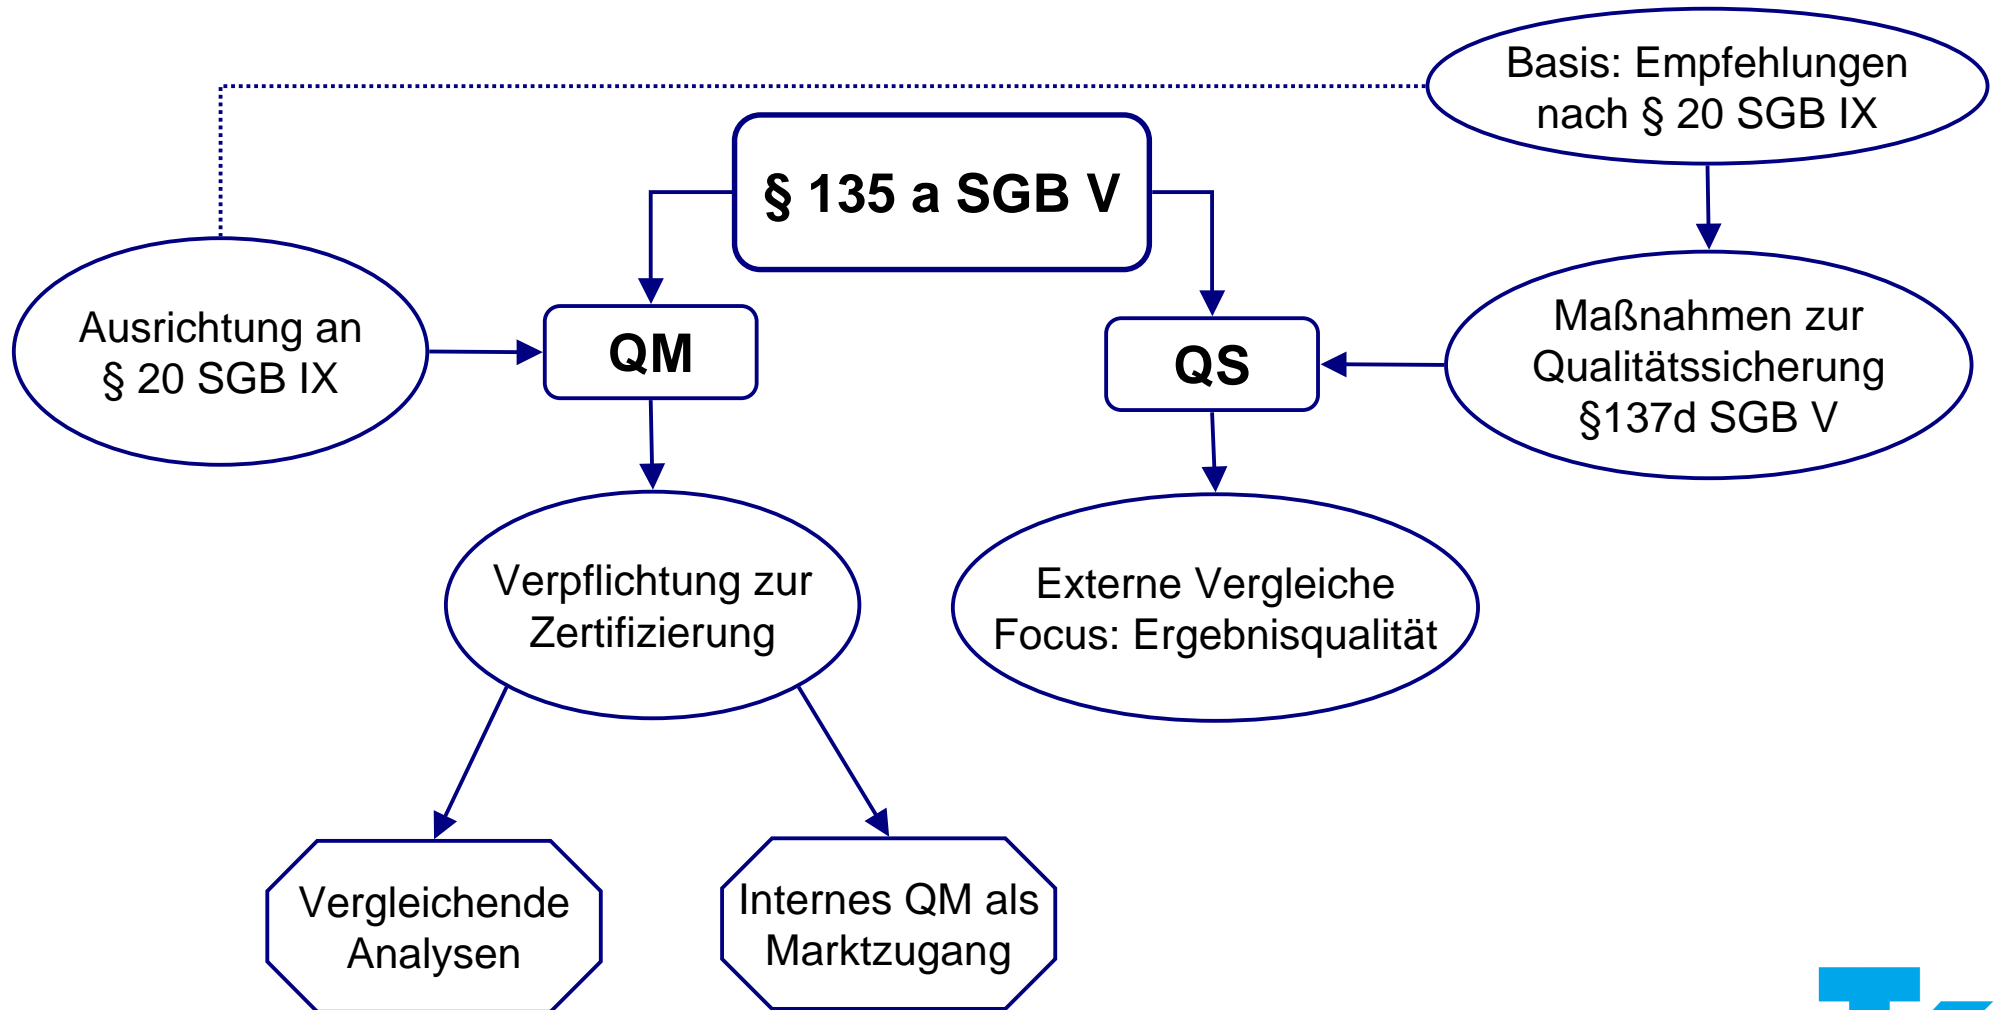 Basis: Empfehlungen
nach § 20 SGB IX
§ 135 a SGB V
Ausrichtung an
§ 20 SGB IX
QM
QS
Maßnahmen zur
Qualitätssicherung
§137d SGB V
Verpflichtung zur
Zertifizierung
Externe Vergleiche
Focus: Ergebnisqualität
Vergleichende
Analysen
Internes QM als
Marktzugang